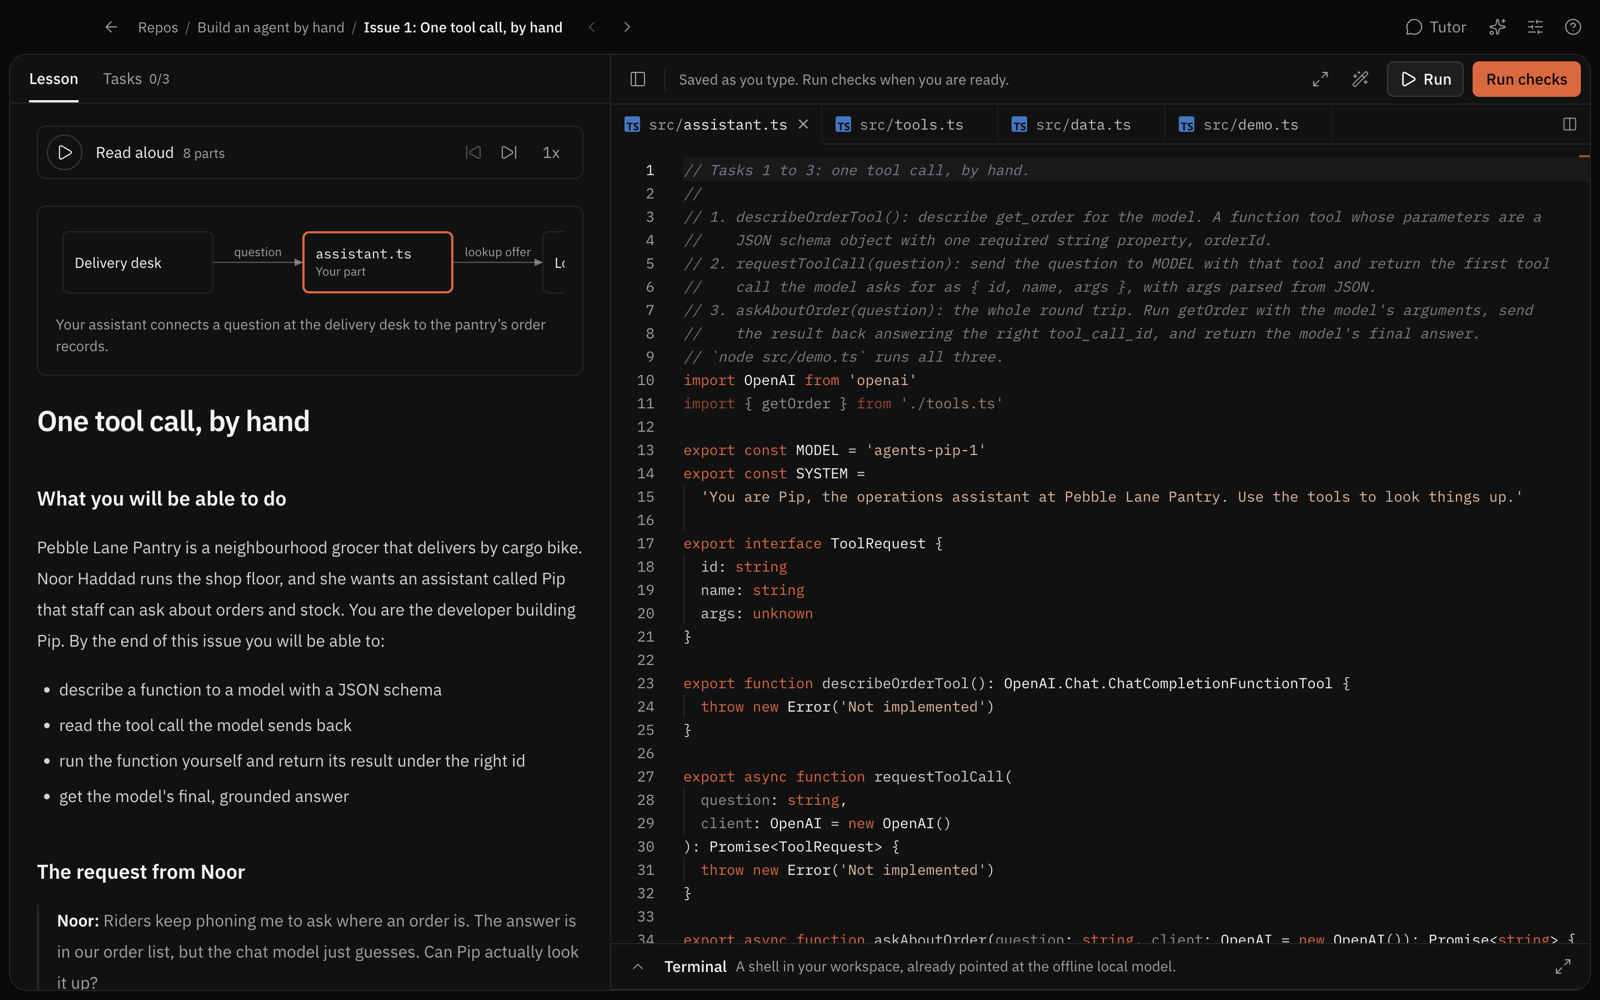 Repos / Build an agent by hand / Issue 1: One tool call, by hand
Tutor
Lesson
Tasks 0/3
Read aloud 8 parts
1x
Delivery desk
question
assistant.ts
Your part
lookup offer
Your assistant connects a question at the delivery desk to the pantry's order
records.
One tool call, by hand
What you will be able to do
Pebble Lane Pantry is a neighbourhood grocer that delivers by cargo bike.
Noor Haddad runs the shop floor, and she wants an assistant called Pip
that staff can ask about orders and stock. You are the developer building
Pip. By the end of this issue you will be able to:
• describe a function to a model with a JSON schema
• read the tool call the model sends back
• run the function yourself and return its result under the right id
• get the model's final, grounded answer
The request from Noor
Noor: Riders keep phoning me to ask where an order is. The answer is
in our order list, but the chat model just guesses. Can Pip actually look
it up?
Saved as you type. Run checks when you are ready.
Run
Run checks
TS src/assistant.ts
TS src/tools.ts
TS src/data.ts
TS src/demo.ts
1 // Tasks 1 to 3: one tool call, by hand.
2 //
3 // 1. describeOrderTool(): describe get_order for the model. A function tool whose parameters are a
4 //    JSON schema object with one required string property, orderId.
5 // 2. requestToolCall(question): send the question to MODEL with that tool and return the first tool
6 //    call the model asks for as { id, name, args }, with args parsed from JSON.
7 // 3. askAboutOrder(question): the whole round trip. Run getOrder with the model's arguments, send
8 //    the result back answering the right tool_call_id, and return the model's final answer.
9 // `node src/demo.ts` runs all three.
10 import OpenAI from 'openai'
11 import { getOrder } from './tools.ts'
12
13 export const MODEL = 'agents-pip-1'
14 export const SYSTEM =
15   'You are Pip, the operations assistant at Pebble Lane Pantry. Use the tools to look things up.'
16
17 export interface ToolRequest {
18   id: string
19   name: string
20   args: unknown
21 }
22
23 export function describeOrderTool(): OpenAI.Chat.ChatCompletionFunctionTool {
24   throw new Error('Not implemented')
25 }
26
27 export async function requestToolCall(
28   question: string,
29   client: OpenAI = new OpenAI()
30 ): Promise<ToolRequest> {
31   throw new Error('Not implemented')
32 }
33
34 export async function askAboutOrder(question: string, client: OpenAI = new OpenAI()): Promise<string> {
Terminal A shell in your workspace, already pointed at the offline local model.